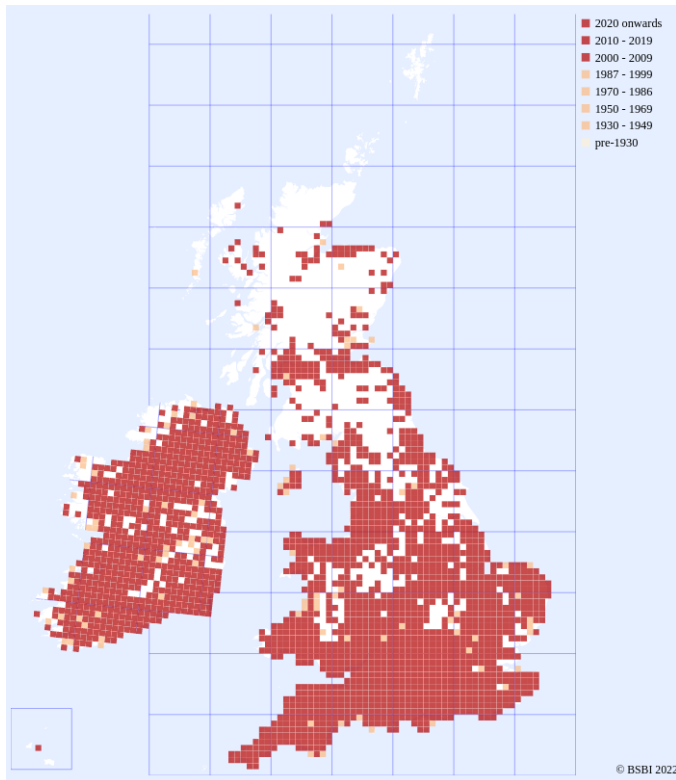 2020 onwards
2010 - 2019
2000 - 2009
1987 - 1999
1970 - 1986
1950 - 1969
1930 - 1949
pre-1930
© BSBI 2022